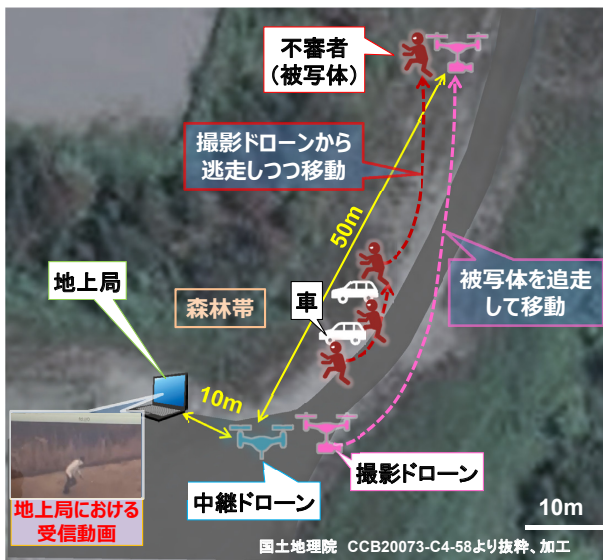 不審者
(被写体)
撮影ドローンから
逃走しつつ移動
50m
地上局
森林帯
車
被写体を追走
して移動
10m
中継ドローン
撮影ドローン
地上局における
受信動画
10m
国土地理院 CCB20073-C4-58より抜粋、加工